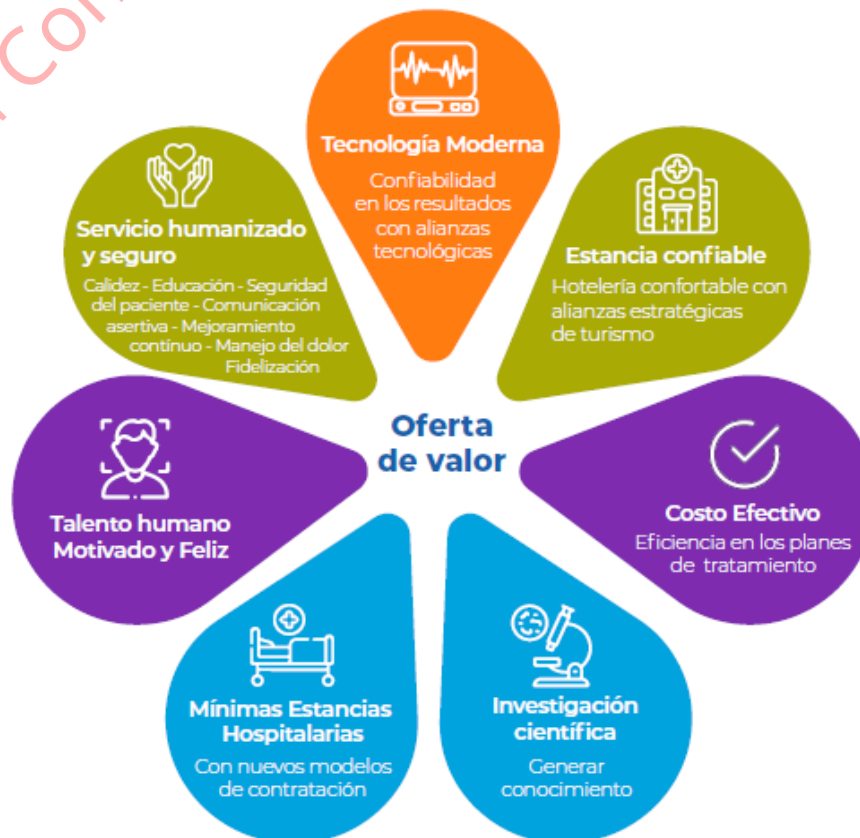 Con
Tecnología Moderna
Confiabilidad
en los resultados
con alianzas
tecnológicas
Estancia confiable
Hotelería confortable con
alianzas estratégicas
de turismo
Costo Efectivo
Eficiencia en los planes
de tratamiento
Investigación
científica
Generar
conocimiento
Mínimas Estancias
Hospitalarias
Con nuevos modelos
de contratación
Talento humano
Motivado y Feliz
Servicio humanizado
y seguro
Calidez - Educación - Seguridad
del paciente - Comunicación
asertiva - Mejoramiento
contínuo - Manejo del dolor
Fidelización
Oferta
de valor